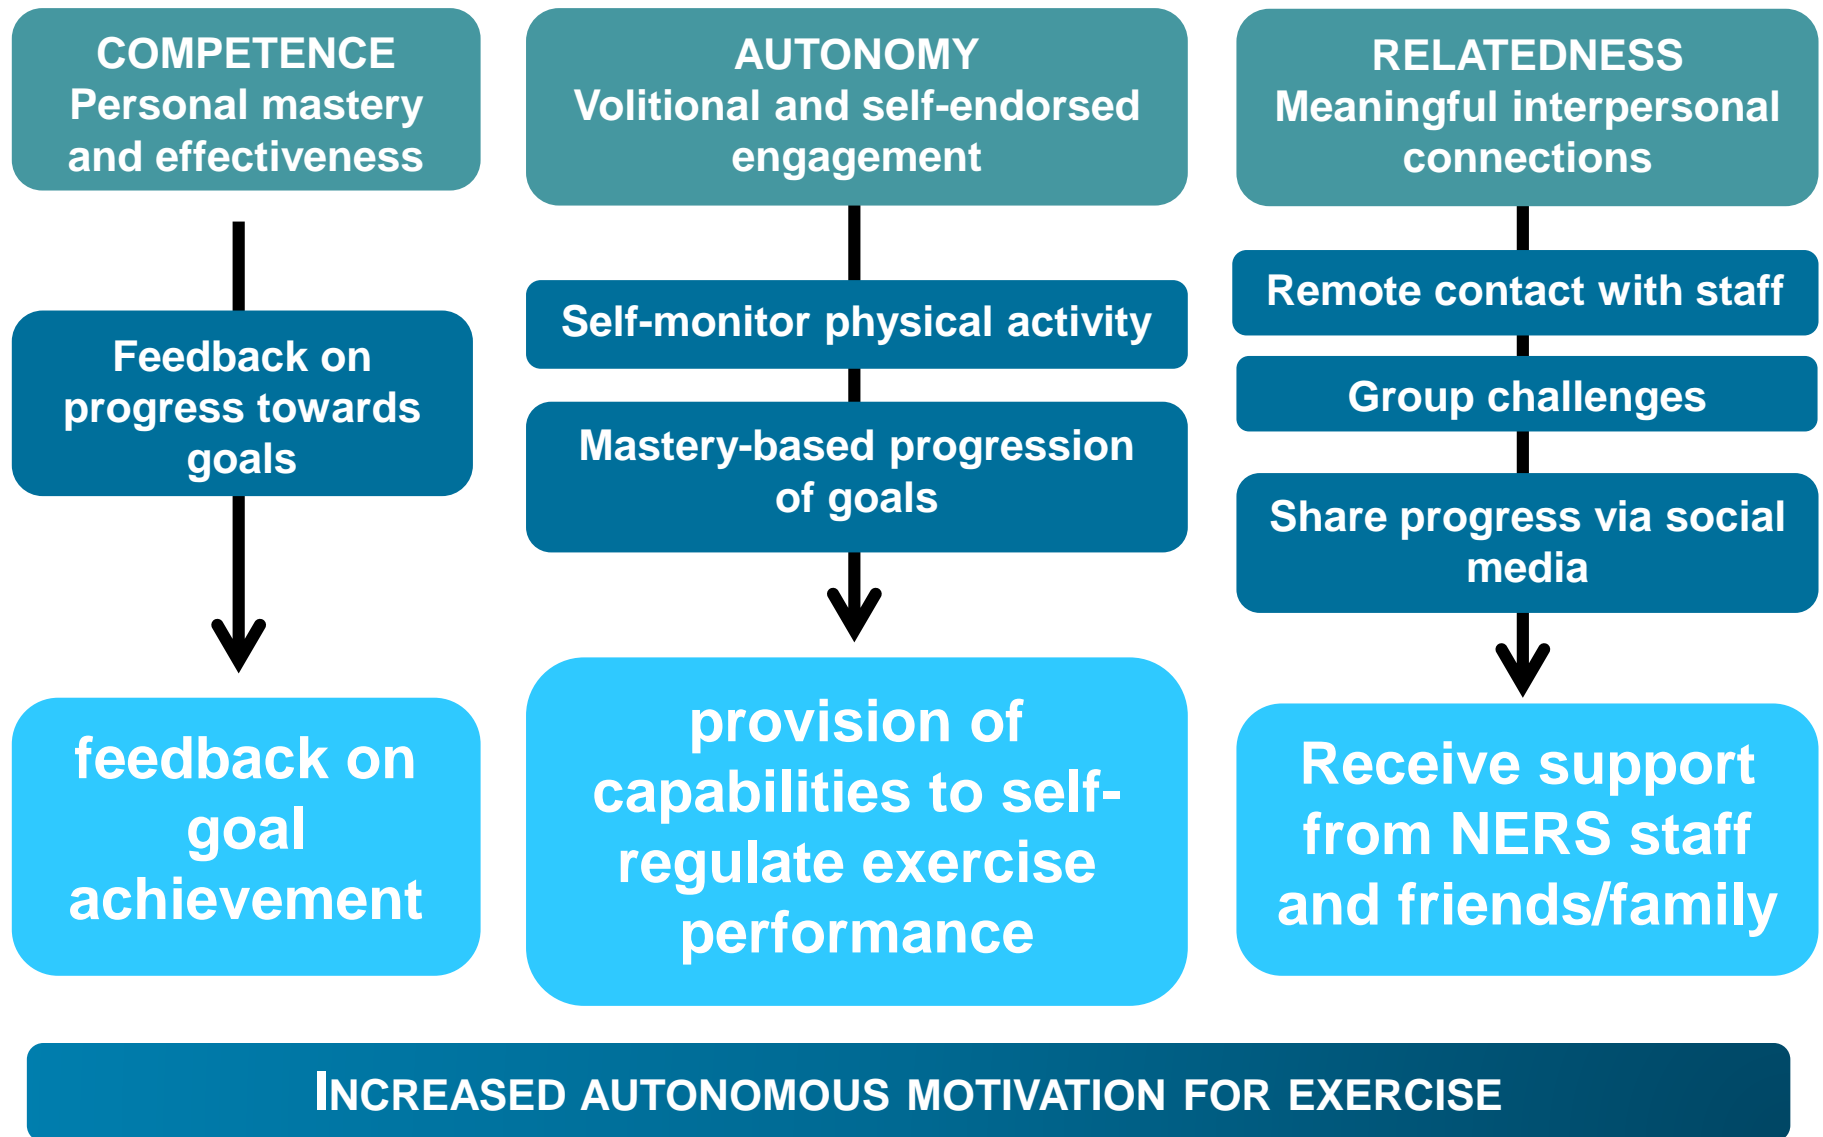 COMPETENCE
Personal mastery
and effectiveness
Feedback on
progress towards
goals
feedback on
goal
achievement
AUTONOMY
Volitional and self-endorsed
engagement
Self-monitor physical activity
Mastery-based progression
of goals
provision of
capabilities to self-
regulate exercise
performance
RELATEDNESS
Meaningful interpersonal
connections
Remote contact with staff
Group challenges
Share progress via social
media
Receive support
from NERS staff
and friends/family
INCREASED AUTONOMOUS MOTIVATION FOR EXERCISE